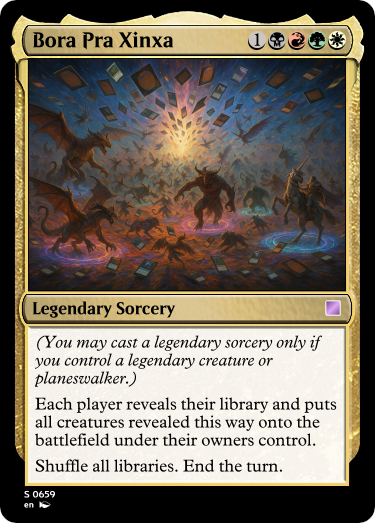 Bora Pra Xinxa 1
Legendary Sorcery
(You may cast a legendary sorcery only if
you control a legendary creature or
planeswalker.)
Each player reveals their library and puts
all creatures revealed this way onto the
battlefield under their owners control.
Shuffle all libraries. End the turn.
S 0659
en